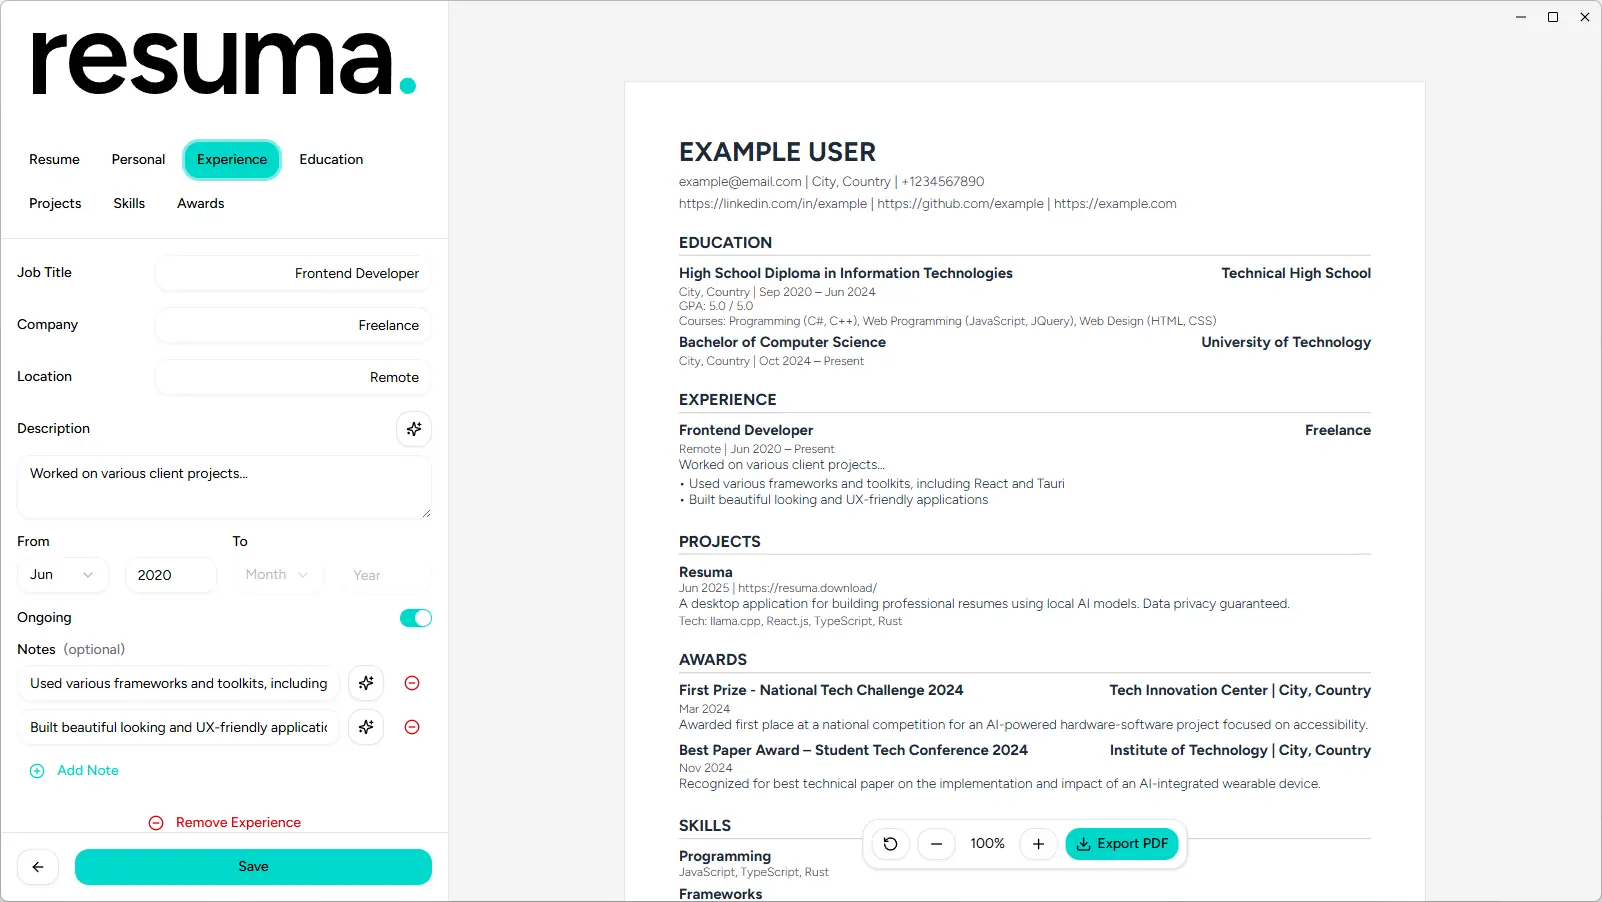 resuma.
Resume Personal Experience Education
Projects Skills Awards
Job Title Frontend Developer
Company Freelance
Location Remote
Description
Worked on various client projects...
From To
Jun 2020 Month Year
Ongoing
Notes (optional)
Used various frameworks and toolkits, including
Built beautiful looking and UX-friendly applicatic
Add Note
Remove Experience
Save
EXAMPLE USER
example@email.com | City, Country | +1234567890
https://linkedin.com/in/example | https://github.com/example | https://example.com
EDUCATION
High School Diploma in Information Technologies Technical High School
City, Country | Sep 2020 – Jun 2024
GPA: 5.0 / 5.0
Courses: Programming (C#, C++), Web Programming (JavaScript, JQuery), Web Design (HTML, CSS)
Bachelor of Computer Science University of Technology
City, Country | Oct 2024 – Present
EXPERIENCE
Frontend Developer Freelance
Remote | Jun 2020 – Present
Worked on various client projects...
• Used various frameworks and toolkits, including React and Tauri
• Built beautiful looking and UX-friendly applications
PROJECTS
Resuma
Jun 2025 | https://resuma.download/
A desktop application for building professional resumes using local AI models. Data privacy guaranteed.
Tech: llama.cpp, React.js, TypeScript, Rust
AWARDS
First Prize - National Tech Challenge 2024 Tech Innovation Center | City, Country
Mar 2024
Awarded first place at a national competition for an AI-powered hardware-software project focused on accessibility.
Best Paper Award – Student Tech Conference 2024 Institute of Technology | City, Country
Nov 2024
Recognized for best technical paper on the implementation and impact of an AI-integrated wearable device.
SKILLS
Programming
JavaScript, TypeScript, Rust
Frameworks
100% Export PDF